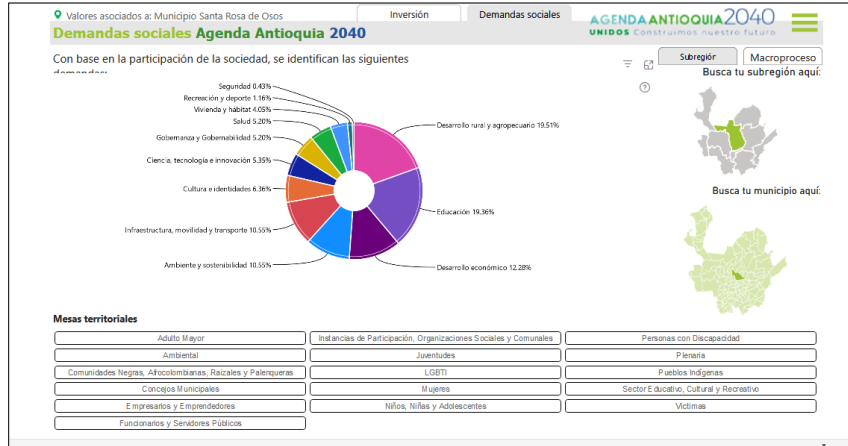 Valores asociados a: Municipio Santa Rosa de Osos
Inversión
Demandas sociales
AGENDA ANTIOQUIA 2040
UNIDOS Construimos nuestro futuro
Demandas sociales Agenda Antioquia 2040
Con base en la participación de la sociedad, se identifican las siguientes
demandas:
Subregión
Macroproceso
Busca tu subregión aquí:
Seguridad 0.43%
Recreación y deporte 1.16%
Vivienda y hábitat 4.05%
Salud 5.20%
Gobernanza y Gobernabilidad 5.20%
Ciencia, tecnología e innovación 5.35%
Cultura e identidades 6.36%
Infraestructura, movilidad y transporte 10.55%
Ambiente y sostenibilidad 10.55%
Desarrollo rural y agropecuario 19.51%
Educación 19.36%
Desarrollo económico 12.28%
Busca tu municipio aquí:
Mesas territoriales
Adulto Mayor
Instancias de Participación, Organizaciones Sociales y Comunales
Personas con Discapacidad
Ambiental
Juventudes
Plenaria
Comunidades Negras, Afrocolombianas, Raizales y Palenqueras
LGBTI
Pueblos Indígenas
Concejos Municipales
Mujeres
Sector Educativo, Cultural y Recreativo
Empresarios y Emprendedores
Niños, Niñas y Adolescentes
Víctimas
Funcionarios y Servidores Públicos